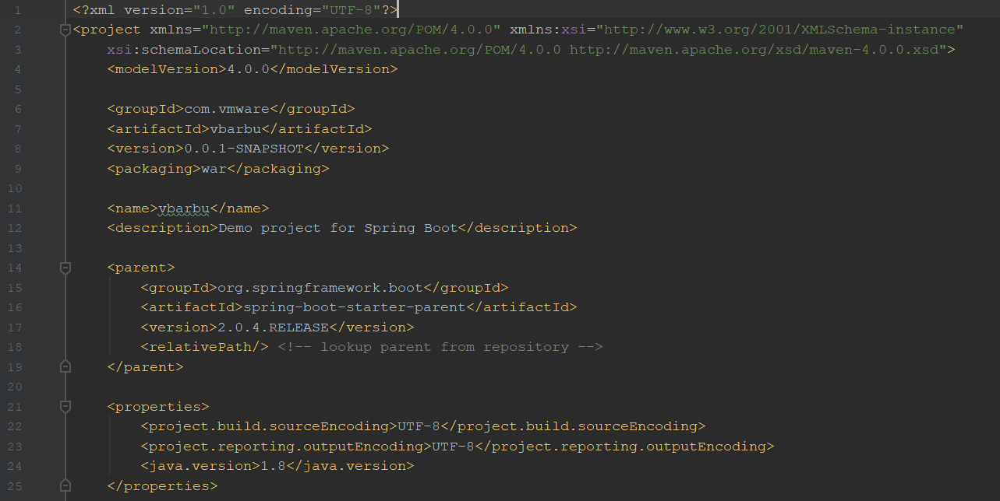 1 <?xml version="1.0" encoding="UTF-8"?>
2 <project xmlns="http://maven.apache.org/POM/4.0.0" xmlns:xsi="http://www.w3.org/2001/XMLSchema-instance"
3     xsi:schemaLocation="http://maven.apache.org/POM/4.0.0 http://maven.apache.org/xsd/maven-4.0.0.xsd">
4     <modelVersion>4.0.0</modelVersion>
5
6     <groupId>com.vmware</groupId>
7     <artifactId>vbarbu</artifactId>
8     <version>0.0.1-SNAPSHOT</version>
9     <packaging>war</packaging>
10
11     <name>vbarbu</name>
12     <description>Demo project for Spring Boot</description>
13
14     <parent>
15         <groupId>org.springframework.boot</groupId>
16         <artifactId>spring-boot-starter-parent</artifactId>
17         <version>2.0.4.RELEASE</version>
18         <relativePath/> <!-- lookup parent from repository -->
19     </parent>
20
21     <properties>
22         <project.build.sourceEncoding>UTF-8</project.build.sourceEncoding>
23         <project.reporting.outputEncoding>UTF-8</project.reporting.outputEncoding>
24         <java.version>1.8</java.version>
25     </properties>